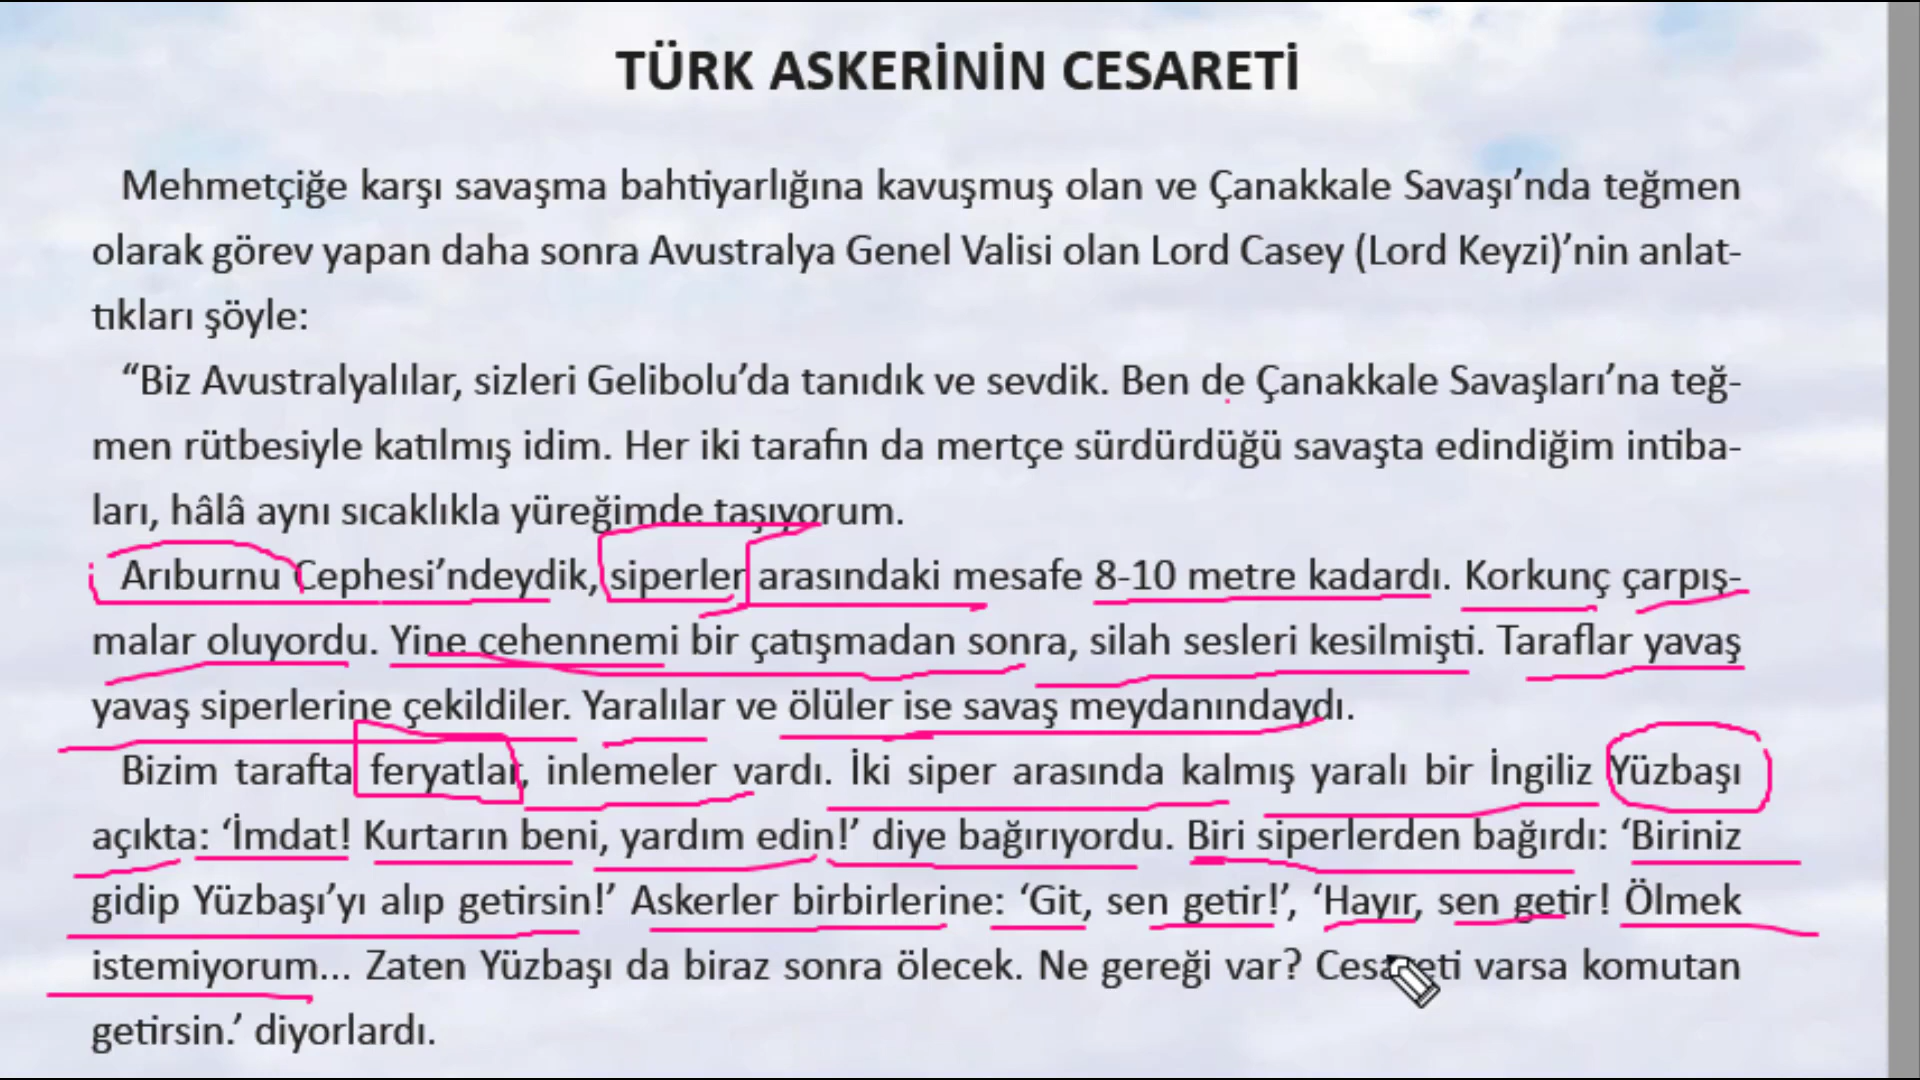 TÜRK ASKERİNİN CESARETİ
Mehmetçiğe karşı savaşma bahtiyarlığına kavuşmuş olan ve Çanakkale Savaşı’nda teğmen
olarak görev yapan daha sonra Avustralya Genel Valisi olan Lord Casey (Lord Keyzi)’nin anlat-
tıkları şöyle:
“Biz Avustralyalılar, sizleri Gelibolu’da tanıdık ve sevdik. Ben de Çanakkale Savaşları’na teğ-
men rütbesiyle katılmış idim. Her iki tarafın da mertçe sürdürdüğü savaşta edindiğim intiba-
ları, hâlâ aynı sıcaklıkla yüreğimde taşıyorum.
Arıburnu Cephesi’ndeydik, siperler arasındaki mesafe 8-10 metre kadardı. Korkunç çarpış-
malar oluyordu. Yine cehennemi bir çatışmadan sonra, silah sesleri kesilmişti. Taraflar yavaş
yavaş siperlerine çekildiler. Yaralılar ve ölüler ise savaş meydanındaydı.
Bizim tarafta feryatlar, inlemeler vardı. İki siper arasında kalmış yaralı bir İngiliz Yüzbaşı
açıkta: ‘İmdat! Kurtarın beni, yardım edin!’ diye bağırıyordu. Biri siperlerden bağırdı: ‘Biriniz
gidip Yüzbaşı’yı alıp getirsin!’ Askerler birbirlerine: ‘Git, sen getir!’, ‘Hayır, sen getir! Ölmek
istemiyorum... Zaten Yüzbaşı da biraz sonra ölecek. Ne gereği var? Cesareti varsa komutan
getirsin.’ diyorlardı.